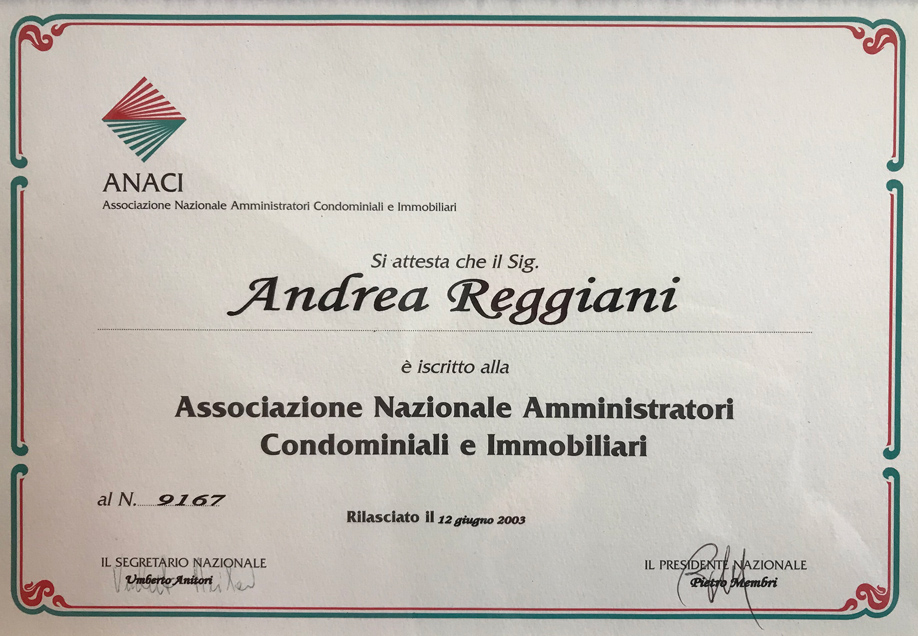 ANACI
Associazione Nazionale Amministratori Condominiali e Immobiliari
Si attesta che il Sig.
Andrea Reggiani
è iscritto alla
Associazione Nazionale Amministratori
Condominiali e Immobiliari
al N. 9167
Rilasciato il 12 giugno 2003
IL SEGRETARIO NAZIONALE
Umberto Anitori
IL PRESIDENTE NAZIONALE
Pietro Membri